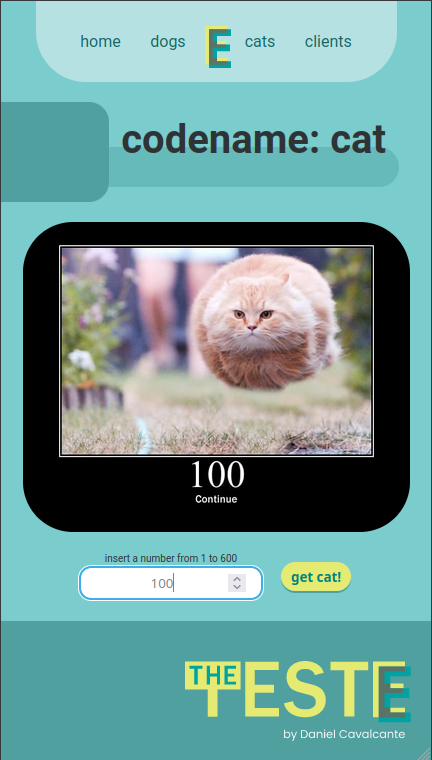 home dogs E cats clients
codename: cat
100
Continue
insert a number from 1 to 600
100
get cat!
THE TESTE
by Daniel Cavalcante